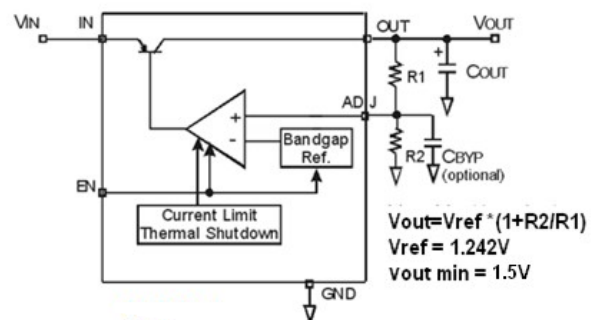 VIN
IN
OUT
VOUT
+
R1
COUT
ADJ
+
-
Bandgap
Ref.
R2
CBYP
(optional)
EN
Current Limit
Thermal Shutdown
Vout=Vref *(1+R2/R1)
Vref = 1.242V
Vout min = 1.5V
GND